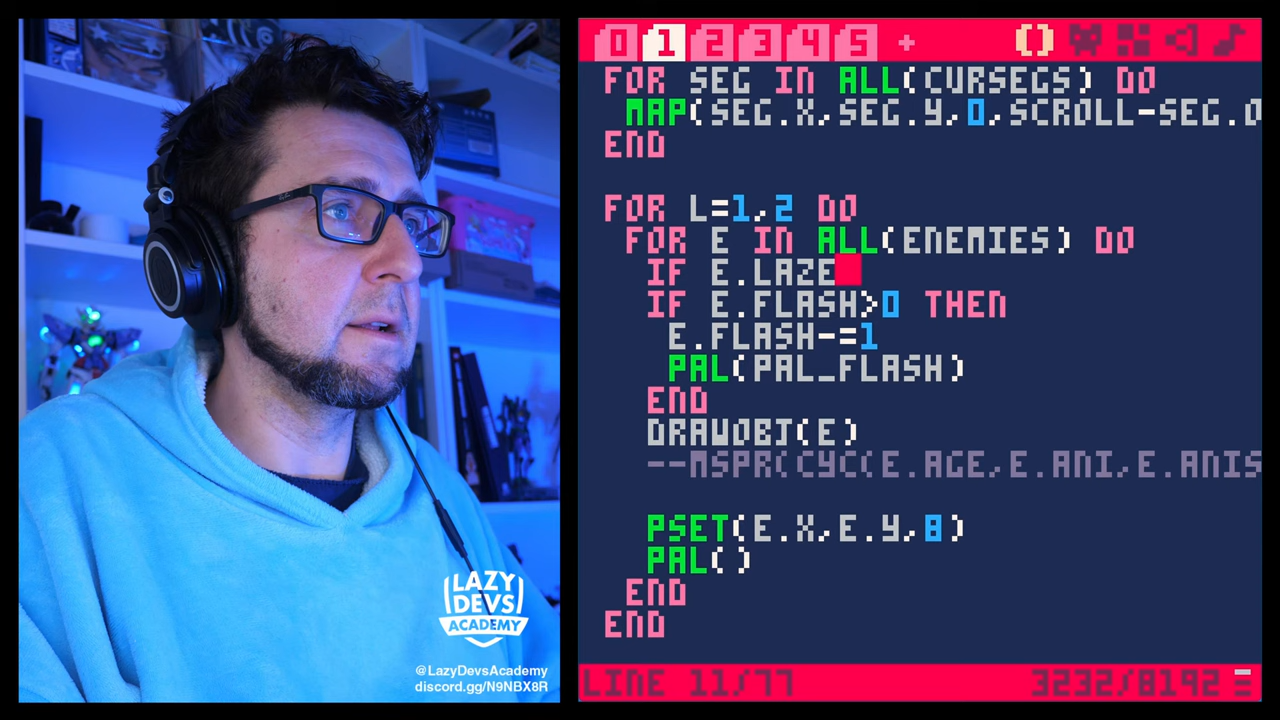 LAZY
DEVS
ACADEMY
@LazyDevsAcademy
discord.gg/N9NBX8R
0 1 2 3 4 5 +
FOR SEG IN ALL(CURSEGS) DO
MAP(SEG.X,SEG.Y,0,SCROLL-SEG.O
END
FOR L=1,2 DO
FOR E IN ALL(ENEMIES) DO
IF E.LAZE
IF E.FLASH>0 THEN
E.FLASH-=1
PAL(PAL_FLASH)
END
DRAWOBJ(E)
--MSPR(CYC(E.AGE,E.ANI,E.ANIS
PSET(E.X,E.Y,8)
PAL()
END
END
LINE 11/77 3232/8192